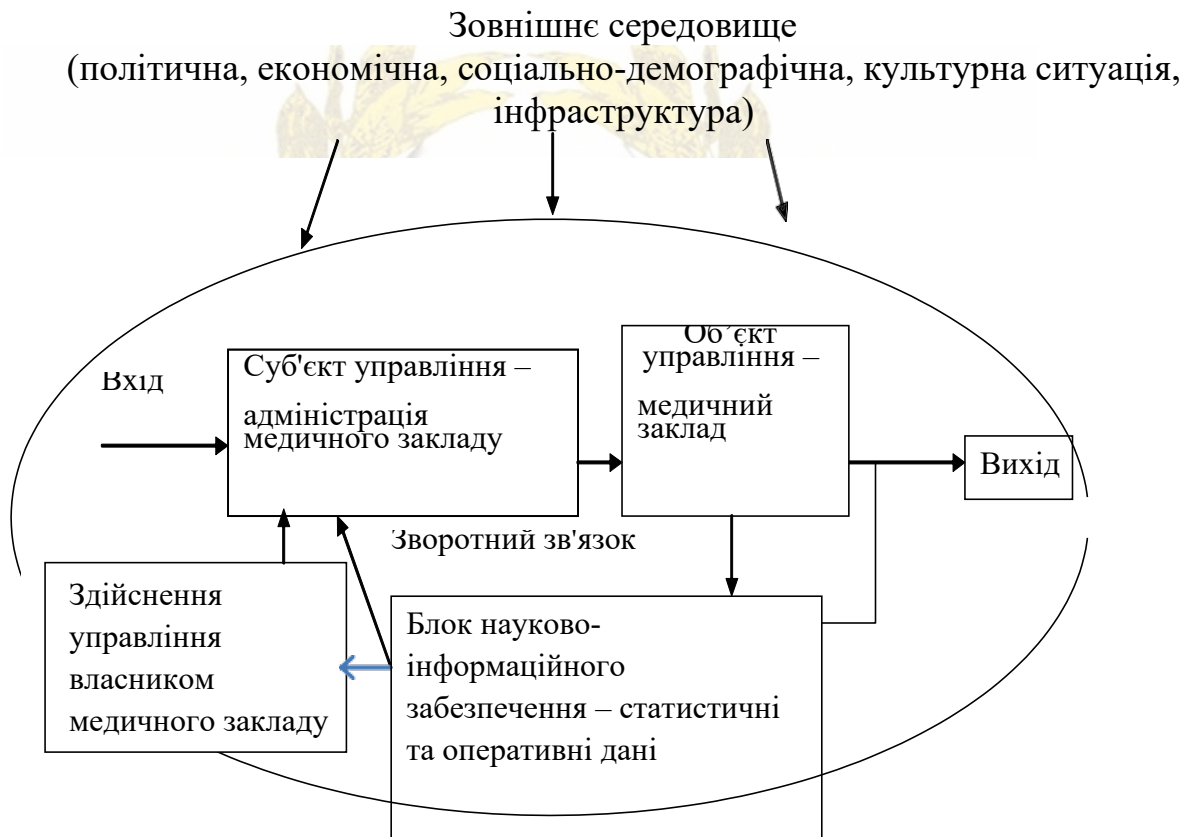 Зовнішнє середовище
(політична, економічна, соціально-демографічна, культурна ситуація,
інфраструктура)
Вхід
Суб'єкт управління –
адміністрація
медичного закладу
Об'єкт
управління –
медичний
заклад
Вихід
Зворотний зв'язок
Здійснення
управління
власником
медичного закладу
Блок науково-
інформаційного
забезпечення – статистичні
та оперативні дані